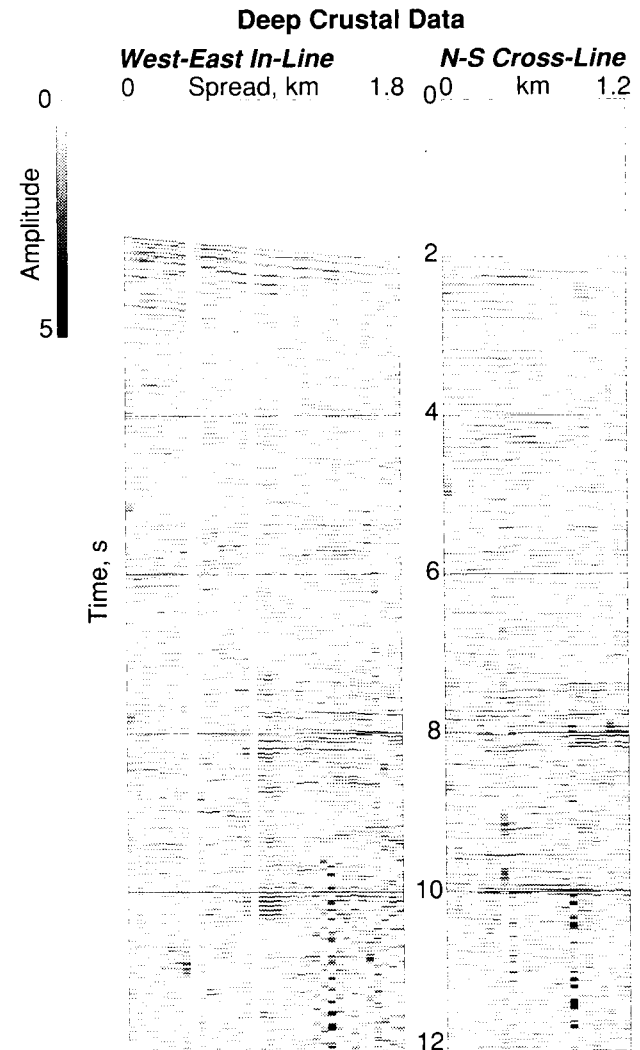 Deep Crustal Data
West-East In-Line
N-S Cross-Line
0 Spread, km 1.8
0 km 1.2
0
0
Amplitude
5
Time, s
2
4
6
8
10
12